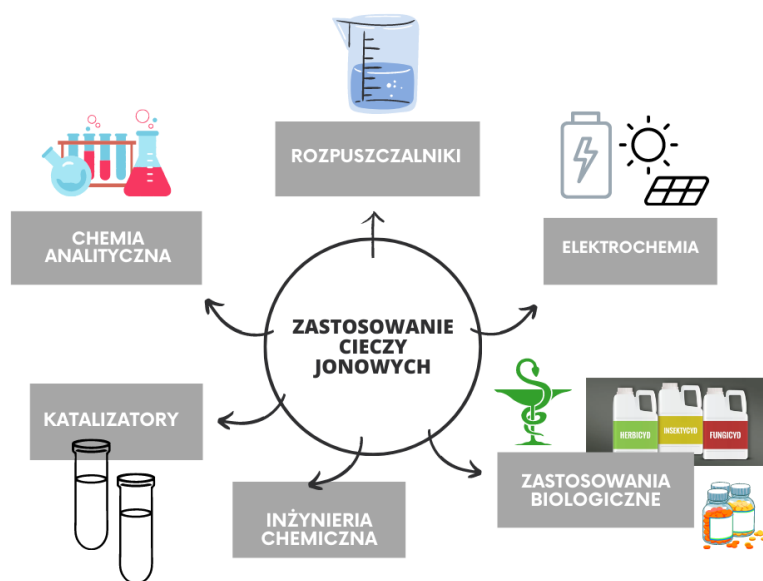 ROZPUSZCZALNIKI
CHEMIA
ANALITYCZNA
ELEKTROCHEMIA
ZASTOSOWANIE
CIECZY
JONOWYCH
KATALIZATORY
HERBICYD
INSEKTYCYD
FUNGICYD
ZASTOSOWANIA
BIOLOGICZNE
INŻYNIERIA
CHEMICZNA